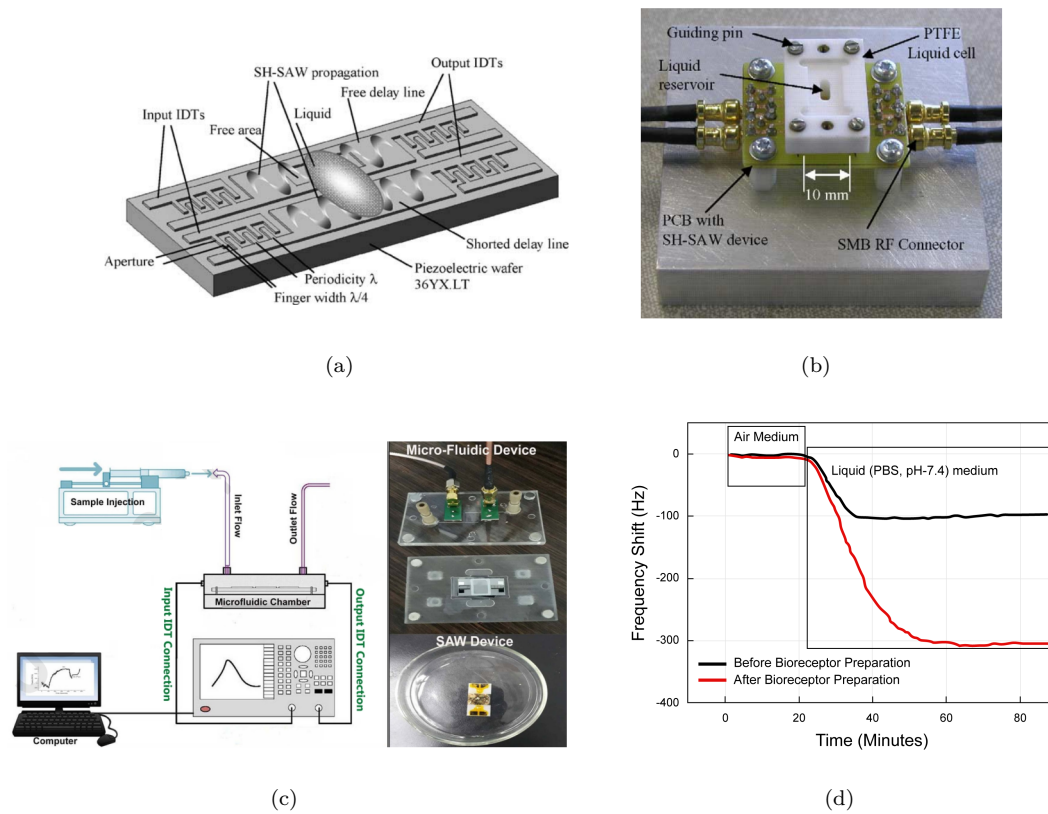 SH-SAW propagation
Output IDTs
Free delay line
Liquid
Input IDTs
Free area
Aperture
Shorted delay line
Periodicity λ
Piezoelectric wafer
36YX.LT
Finger width λ/4
(a)
Guiding pin
PTFE
Liquid cell
Liquid
reservoir
10 mm
PCB with
SH-SAW device
SMB RF Connector
(b)
Sample Injection
Inlet Flow
Outlet Flow
Microfluidic Chamber
Input IDT Connection
Output IDT Connection
Computer
Micro-Fluidic Device
SAW Device
(c)
Air Medium
Liquid (PBS, pH-7.4) medium
Frequency Shift (Hz)
0
-100
-200
-300
-400
Before Bioreceptor Preparation
After Bioreceptor Preparation
0
20
40
60
80
Time (Minutes)
(d)